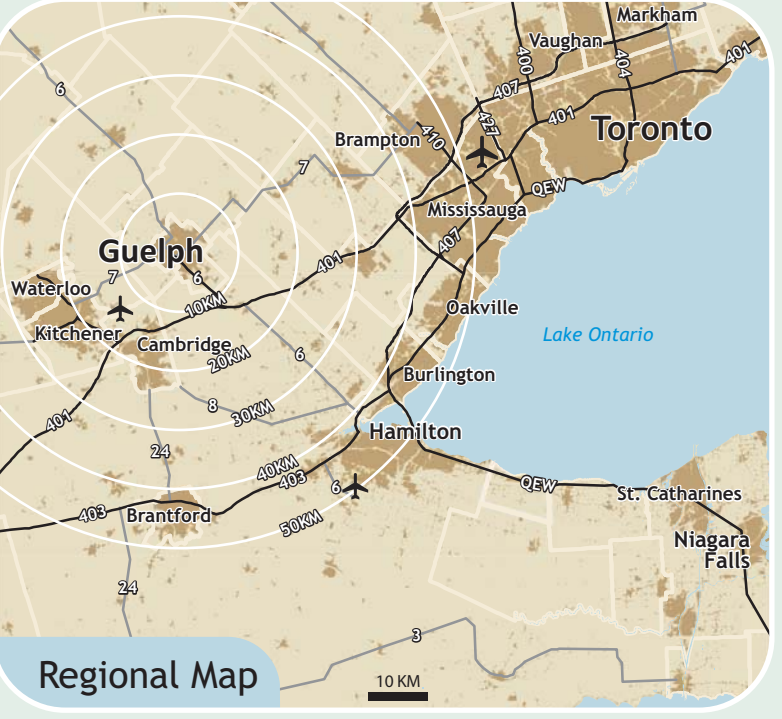 Markham
Vaughan
401
400
404
6
407
427
401
Toronto
Brampton
410
7
QEW
Mississauga
Guelph
407
401
7
6
Waterloo
10KM
Oakville
Kitchener
Cambridge
Lake Ontario
20KM
6
Burlington
8
30KM
401
Hamilton
24
40KM
403
6
QEW
St. Catharines
403
Brantford
50KM
Niagara
Falls
24
3
Regional Map
10 KM